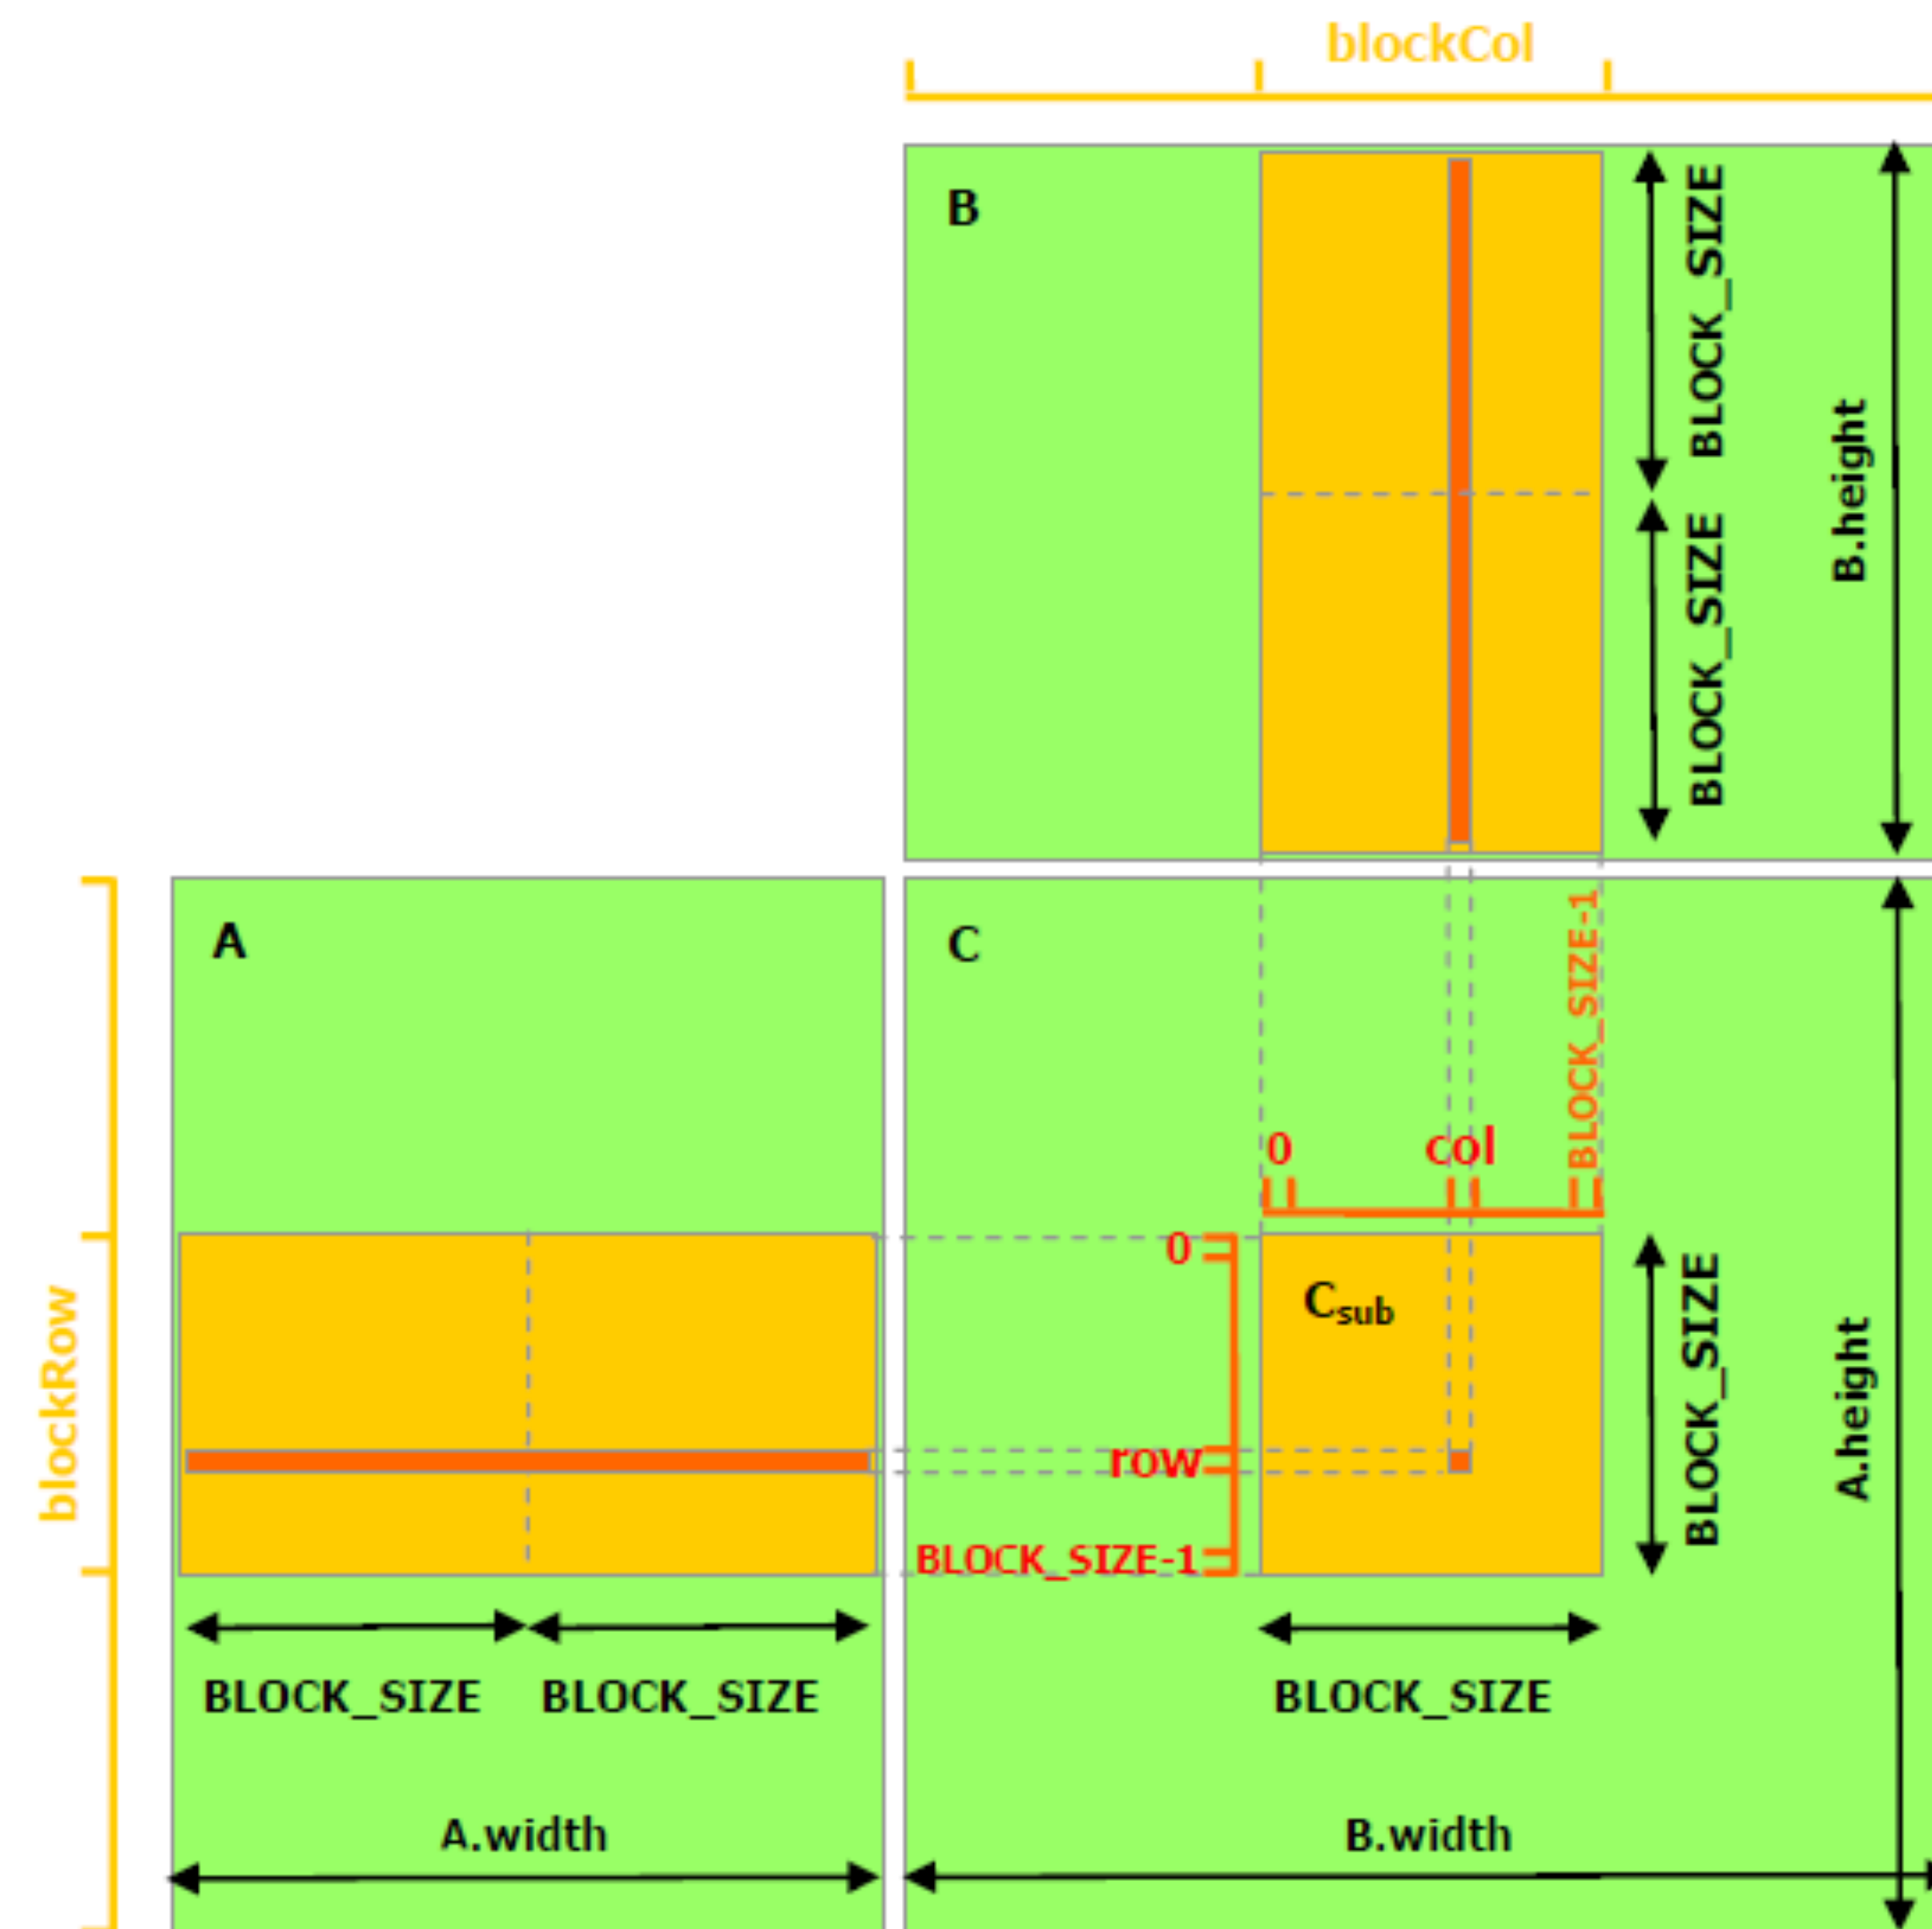 blockCol
B
BLOCK_SIZE
BLOCK_SIZE
B.height
A
C
BLOCK_SIZE-1
0
col
0
Csub
row
BLOCK_SIZE-1
blockRow
BLOCK_SIZE
A.height
BLOCK_SIZE
BLOCK_SIZE
BLOCK_SIZE
A.width
B.width